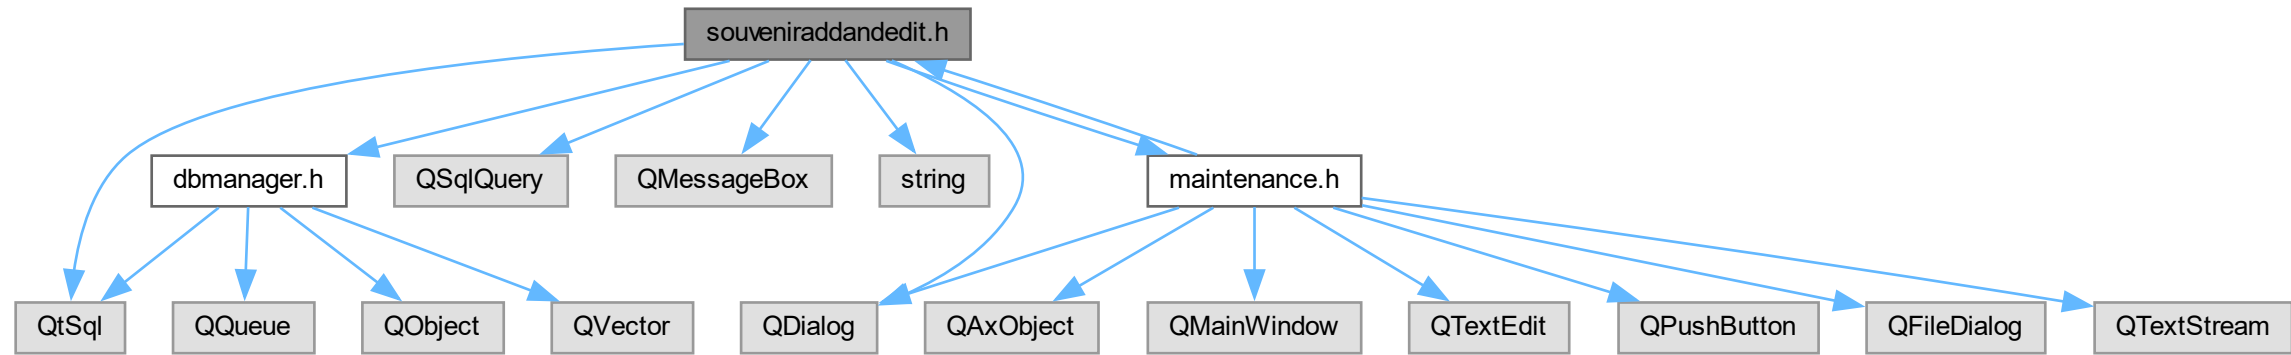 souveniraddandedit.h
dbmanager.h
QSqlQuery
QMessageBox
string
maintenance.h
QtSql
QQueue
QObject
QVector
QDialog
QAxObject
QMainWindow
QTextEdit
QPushButton
QFileDialog
QTextStream